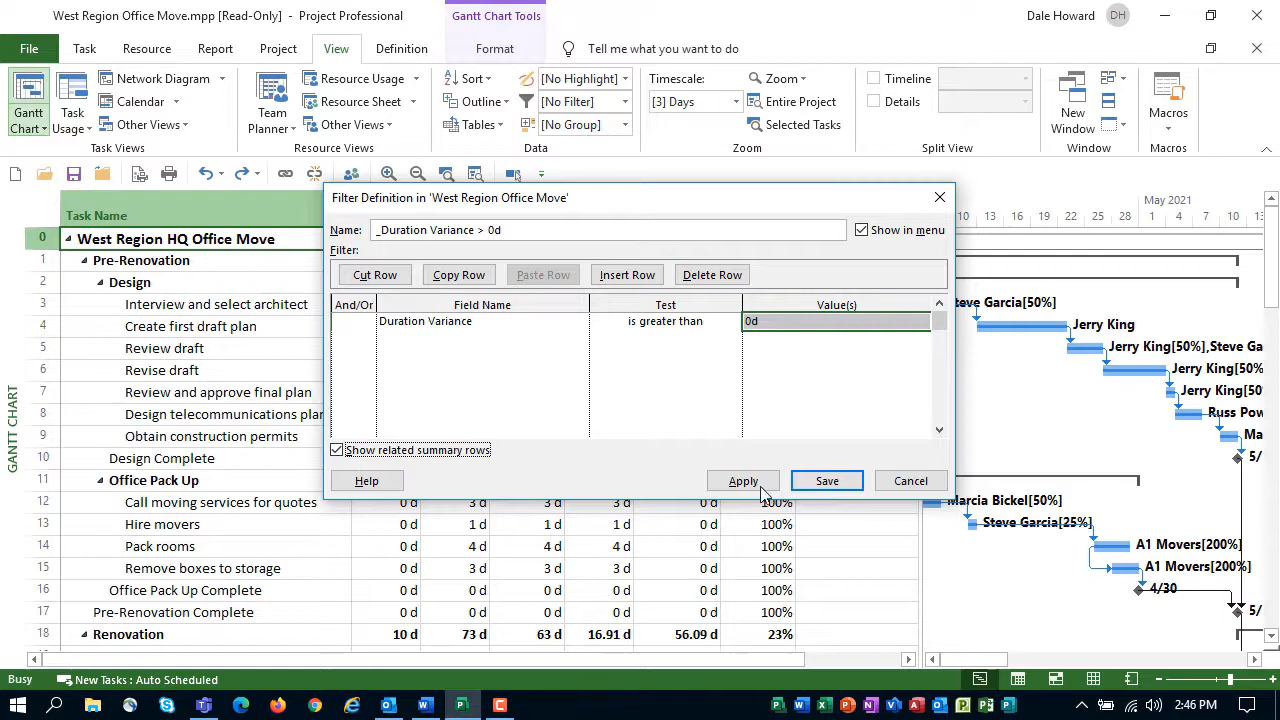 West Region Office Move.mpp [Read-Only] - Project Professional
Gantt Chart Tools
Dale Howard DH
File Task Resource Report Project View Definition Format Tell me what you want to do
Network Diagram Resource Usage Sort [No Highlight] Timescale: Zoom Timeline
Calendar Resource Sheet Outline [No Filter] [3] Days Entire Project Details
Gantt Chart Task Usage Other Views Team Planner Other Views Tables [No Group] Selected Tasks New Window Macros
Task Views Resource Views Data Zoom Split View Window Macros
Filter Definition in 'West Region Office Move'
Name: _Duration Variance > 0d Show in menu
Filter:
Cut Row Copy Row Paste Row Insert Row Delete Row
And/Or Field Name Test Value(s)
Duration Variance is greater than 0d
Show related summary rows
Help Apply Save Cancel
GANTT CHART
Task Name
0 West Region HQ Office Move
1 Pre-Renovation
2 Design
3 Interview and select architect
4 Create first draft plan
5 Review draft
6 Revise draft
7 Review and approve final plan
8 Design telecommunications plan
9 Obtain construction permits
10 Design Complete
11 Office Pack Up
12 Call moving services for quotes 0 d 3 d 3 d 0 d 100%
13 Hire movers 0 d 1 d 1 d 0 d 100%
14 Pack rooms 0 d 4 d 4 d 0 d 100%
15 Remove boxes to storage 0 d 3 d 3 d 0 d 100%
16 Office Pack Up Complete 0 d 0 d 0 d 0 d 100%
17 Pre-Renovation Complete 0 d 0 d 0 d 0 d 100%
18 Renovation 10 d 73 d 63 d 16.91 d 56.09 d 23%
May 2021
10 13 16 19 22 25 28 1 4 7 10 13
Steve Garcia[50%]
Jerry King
Jerry King[50%],Steve Ga
Jerry King[50%
Jerry King[50
Russ Pow
Ma
5/
Marcia Bickel[50%]
Steve Garcia[25%]
A1 Movers[200%]
A1 Movers[200%]
4/30
5/
Busy New Tasks : Auto Scheduled
2:46 PM